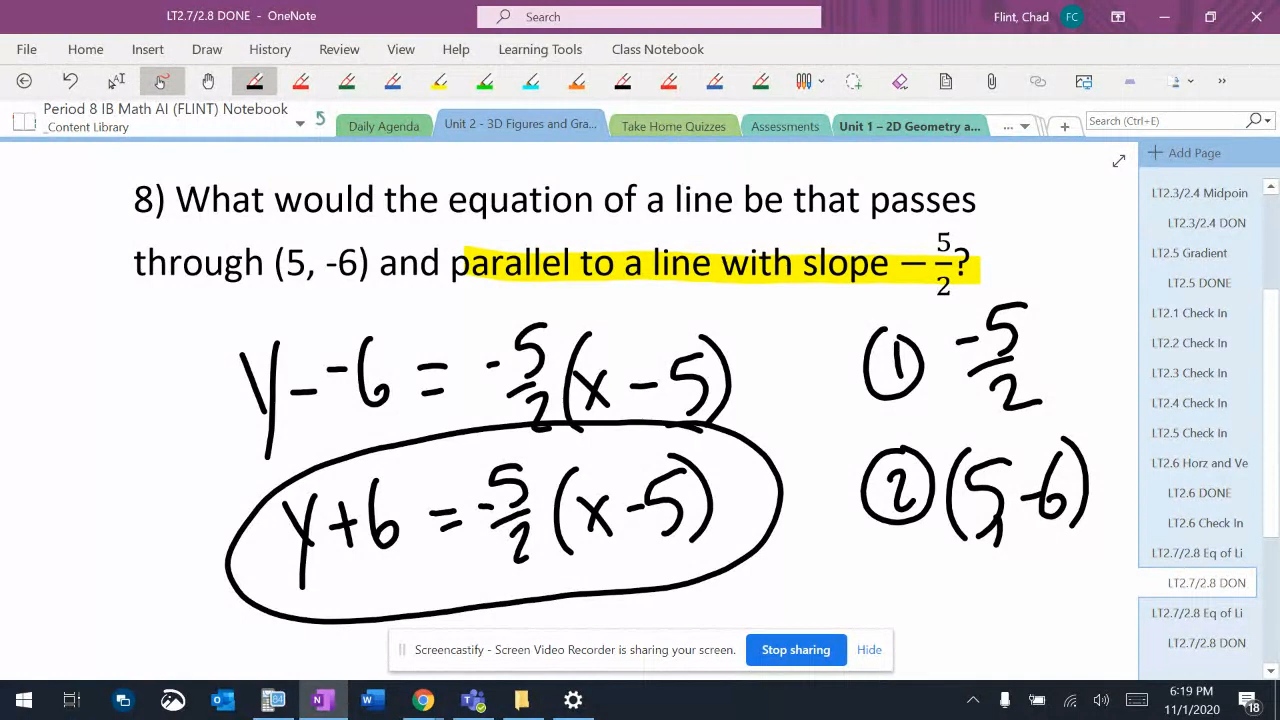 LT2.7/2.8 DONE - OneNote
Search
Flint, Chad
FC
File Home Insert Draw History Review View Help Learning Tools Class Notebook
Period 8 IB Math AI (FLINT) Notebook
_Content Library
Daily Agenda
Unit 2 - 3D Figures and Gra...
Take Home Quizzes
Assessments
Unit 1 – 2D Geometry a...
...
Search (Ctrl+E)
Add Page
LT2.3/2.4 Midpoin
LT2.3/2.4 DON
LT2.5 Gradient
LT2.5 DONE
LT2.1 Check In
LT2.2 Check In
LT2.3 Check In
LT2.4 Check In
LT2.5 Check In
LT2.6 Horz and Ve
LT2.6 DONE
LT2.6 Check In
LT2.7/2.8 Eq of Li
LT2.7/2.8 DON
LT2.7/2.8 Eq of Li
LT2.7/2.8 DON
8) What would the equation of a line be that passes
through (5, -6) and parallel to a line with slope −5/2?
y - -6 = -5/2 (x - 5)
y + 6 = -5/2 (x - 5)
① -5/2
② (5, -6)
Screencastify - Screen Video Recorder is sharing your screen.
Stop sharing
Hide
6:19 PM
11/1/2020
18